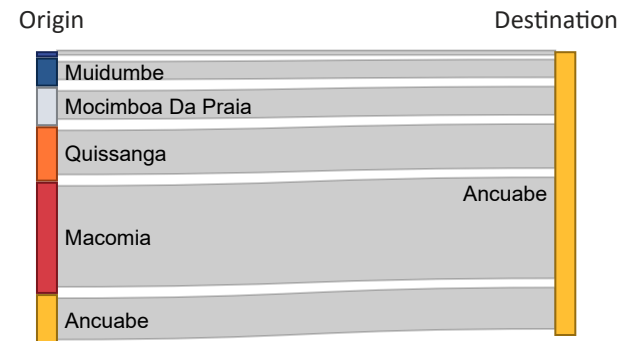 Origin
Destination
Muidumbe
Mocimboa Da Praia
Quissanga
Ancuabe
Macomia
Ancuabe